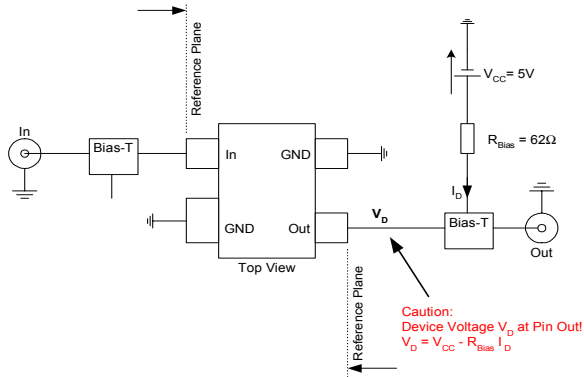 Reference Plane
V_CC = 5V
In
Bias-T
R_Bias = 62Ω
In
GND
I_D
GND
Out
V_D
Bias-T
Out
Top View
Reference Plane
Caution:
Device Voltage V_D at Pin Out!
V_D = V_CC - R_Bias I_D